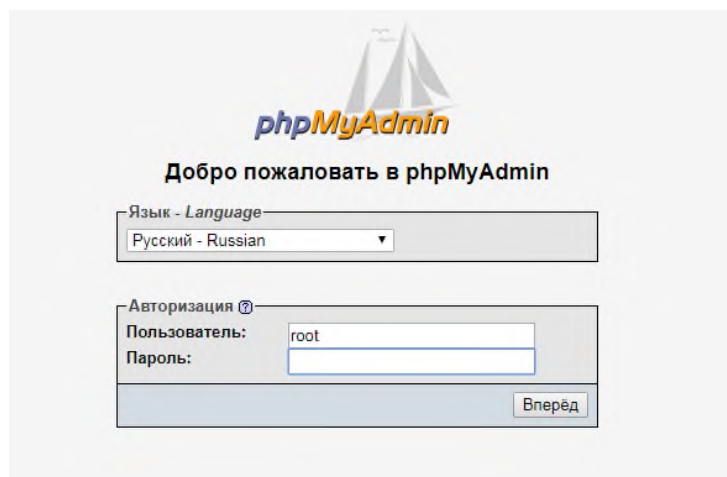 phpMyAdmin
Добро пожаловать в phpMyAdmin
Язык - Language
Русский - Russian
Авторизация
Пользователь: root
Пароль:
Вперёд